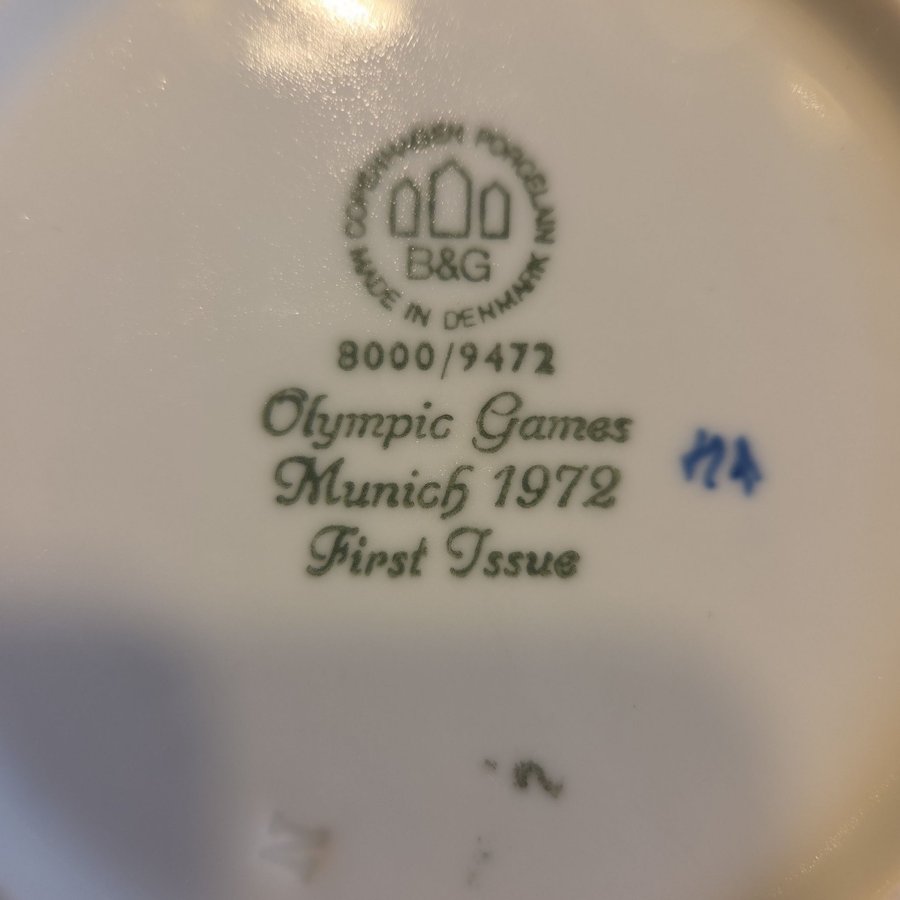 COPENHAGEN PORCELAIN
B&G
MADE IN DENMARK
8000/9472
Olympic Games
Munich 1972
First Issue